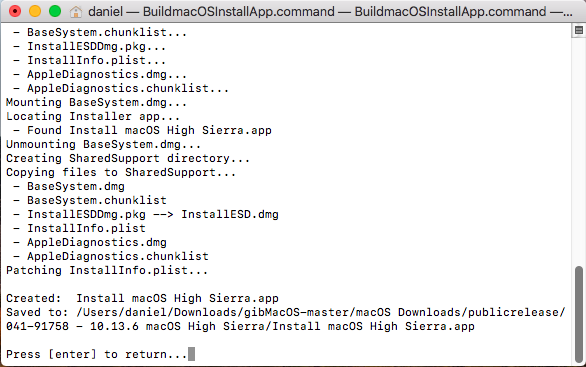 daniel — BuildmacOSInstallApp.command — BuildmacOSInstallApp.command —...
- BaseSystem.chunklist...
- InstallESDDmg.pkg...
- InstallInfo.plist...
- AppleDiagnostics.dmg...
- AppleDiagnostics.chunklist...
Mounting BaseSystem.dmg...
Locating Installer app...
- Found Install macOS High Sierra.app
Unmounting BaseSystem.dmg...
Creating SharedSupport directory...
Copying files to SharedSupport...
- BaseSystem.dmg
- BaseSystem.chunklist
- InstallESDDmg.pkg --> InstallESD.dmg
- InstallInfo.plist
- AppleDiagnostics.dmg
- AppleDiagnostics.chunklist
Patching InstallInfo.plist...
Created:  Install macOS High Sierra.app
Saved to: /Users/daniel/Downloads/gibMacOS-master/macOS Downloads/publicrelease/
041-91758 - 10.13.6 macOS High Sierra/Install macOS High Sierra.app
Press [enter] to return...